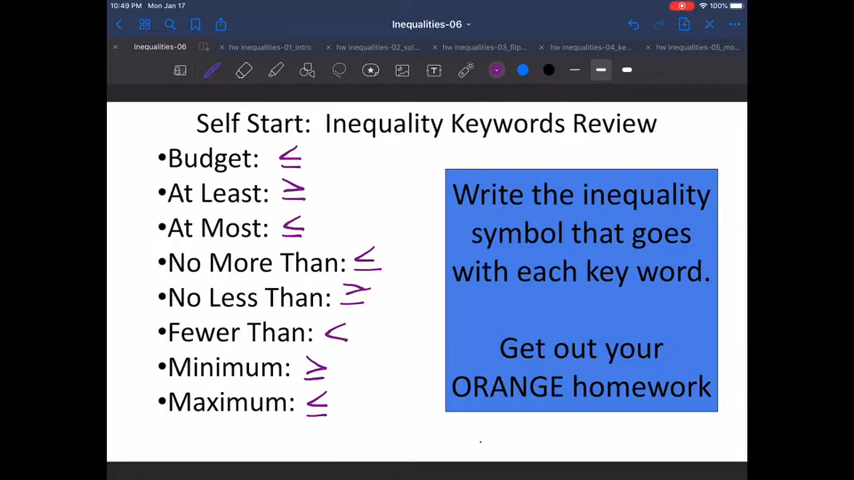 10:49 PM Mon Jan 17
100%
Inequalities-06
Inequalities-06
hw inequalities-01_intro
hw inequalities-02_sol...
hw inequalities-03_flip...
hw inequalities-04_ke...
hw inequalities-05_mo...
Self Start: Inequality Keywords Review
•Budget: ≤
•At Least: ≥
•At Most: ≤
•No More Than: ≤
•No Less Than: ≥
•Fewer Than: <
•Minimum: ≥
•Maximum: ≤
Write the inequality
symbol that goes
with each key word.
Get out your
ORANGE homework